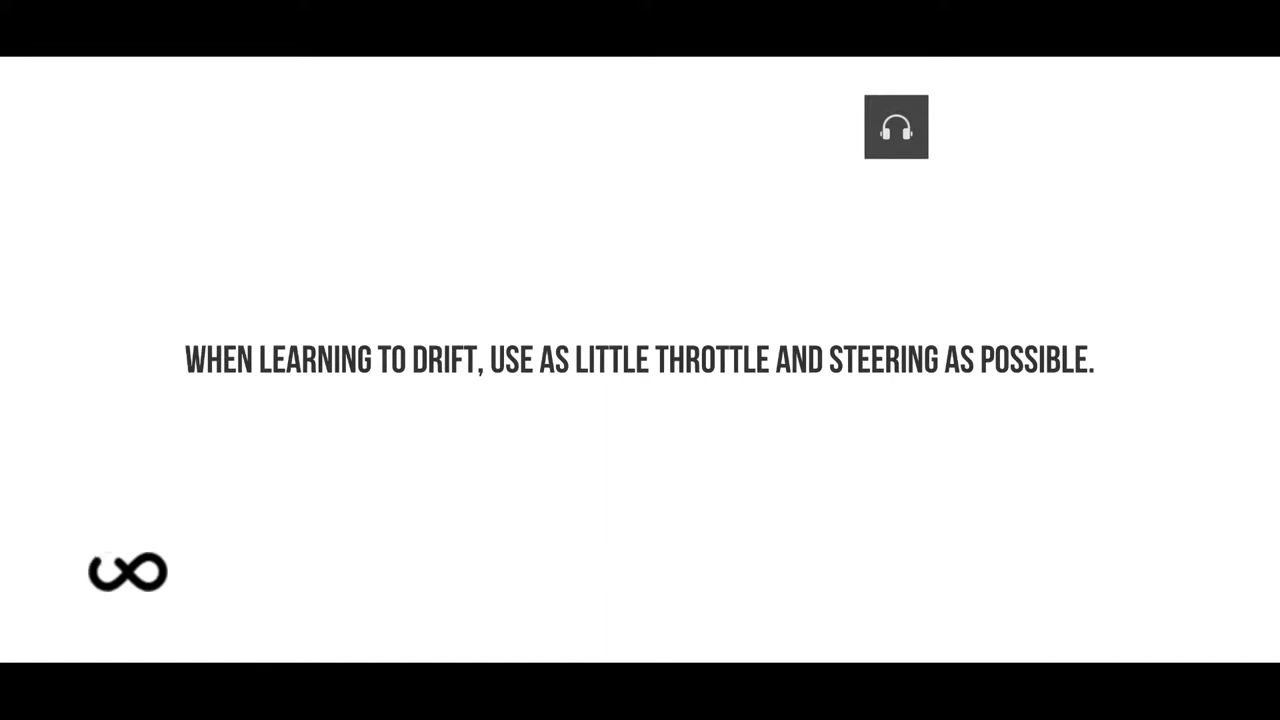 WHEN LEARNING TO DRIFT, USE AS LITTLE THROTTLE AND STEERING AS POSSIBLE.